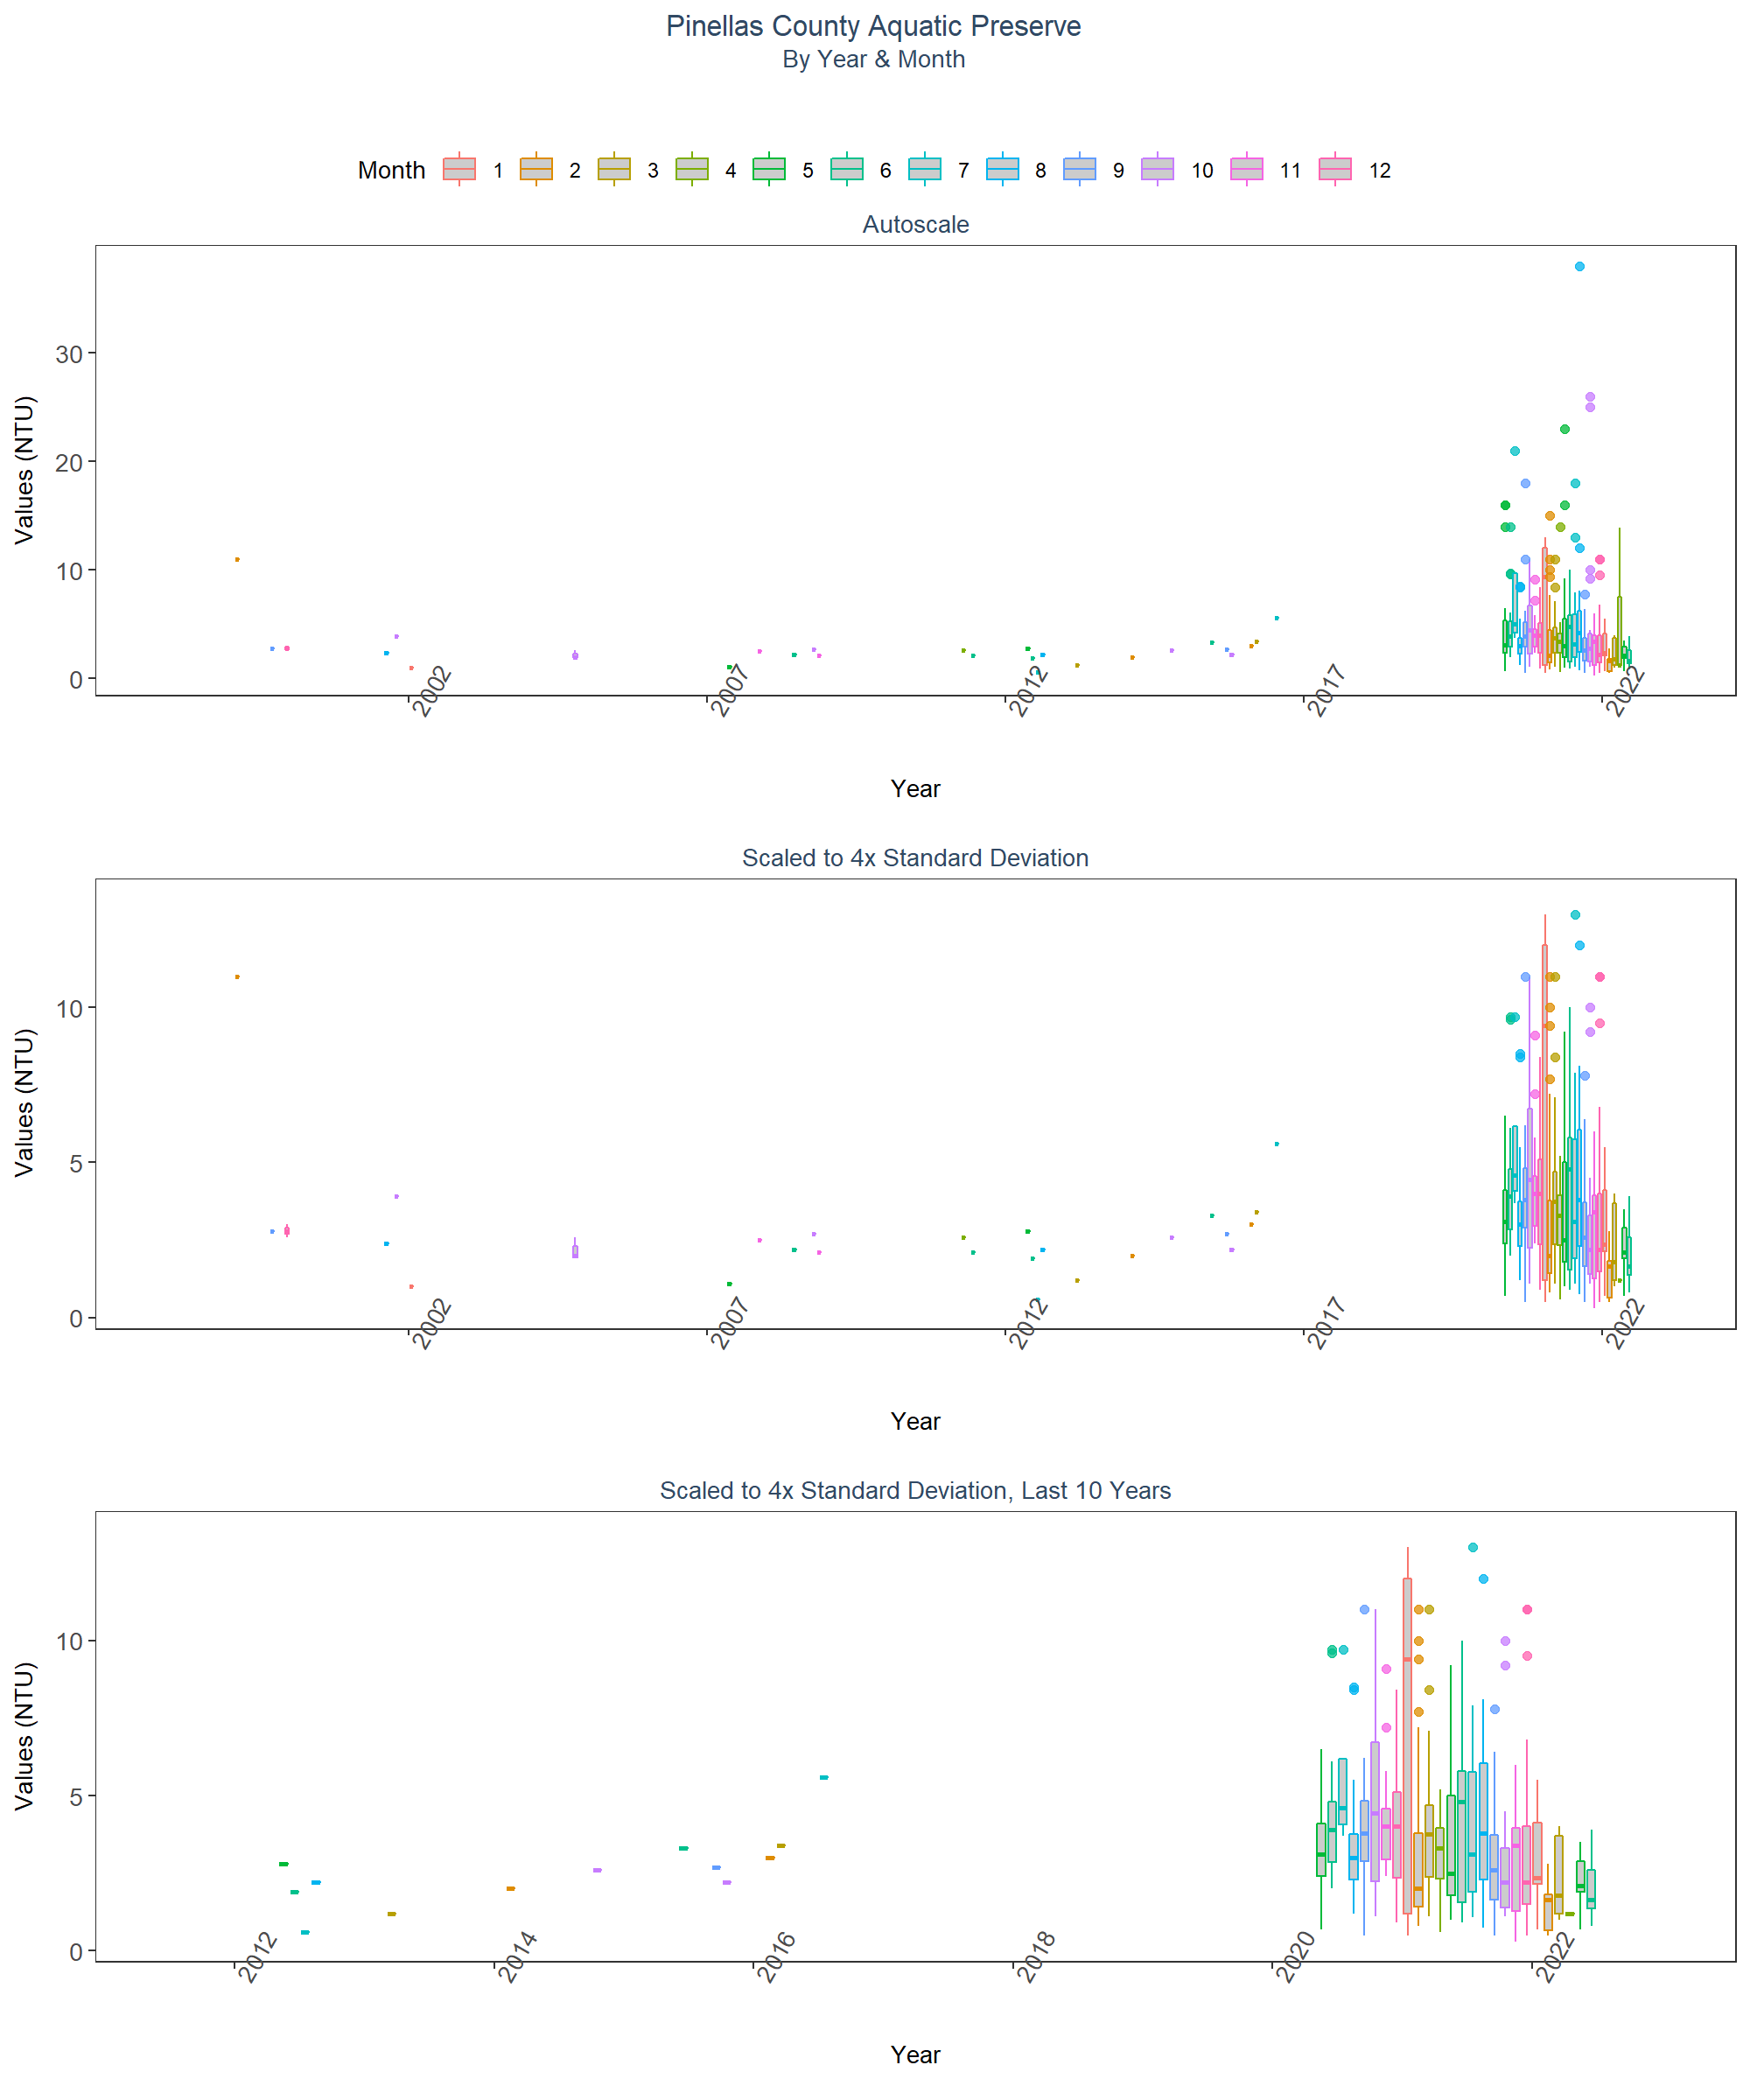 Pinellas County Aquatic Preserve
By Year & Month
Month 1 2 3 4 5 6 7 8 9 10 11 12
Autoscale
Values (NTU)
30
20
10
0
2002 2007 2012 2017 2022
Year
Scaled to 4x Standard Deviation
Values (NTU)
10
5
0
2002 2007 2012 2017 2022
Year
Scaled to 4x Standard Deviation, Last 10 Years
Values (NTU)
10
5
0
2012 2014 2016 2018 2020 2022
Year